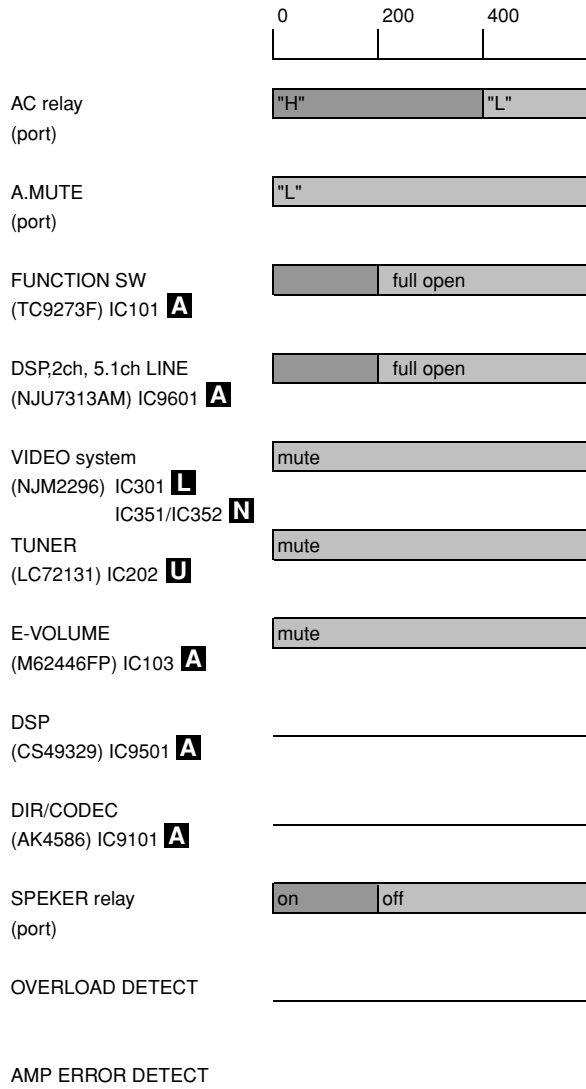 0 200 400
AC relay "H" "L"
(port)
A.MUTE "L"
(port)
FUNCTION SW full open
(TC9273F) IC101 A
DSP,2ch, 5.1ch LINE full open
(NJU7313AM) IC9601 A
VIDEO system mute
(NJM2296) IC301 L
IC351/IC352 N
TUNER mute
(LC72131) IC202 U
E-VOLUME mute
(M62446FP) IC103 A
DSP
(CS49329) IC9501 A
DIR/CODEC
(AK4586) IC9101 A
SPEKER relay on off
(port)
OVERLOAD DETECT
AMP ERROR DETECT